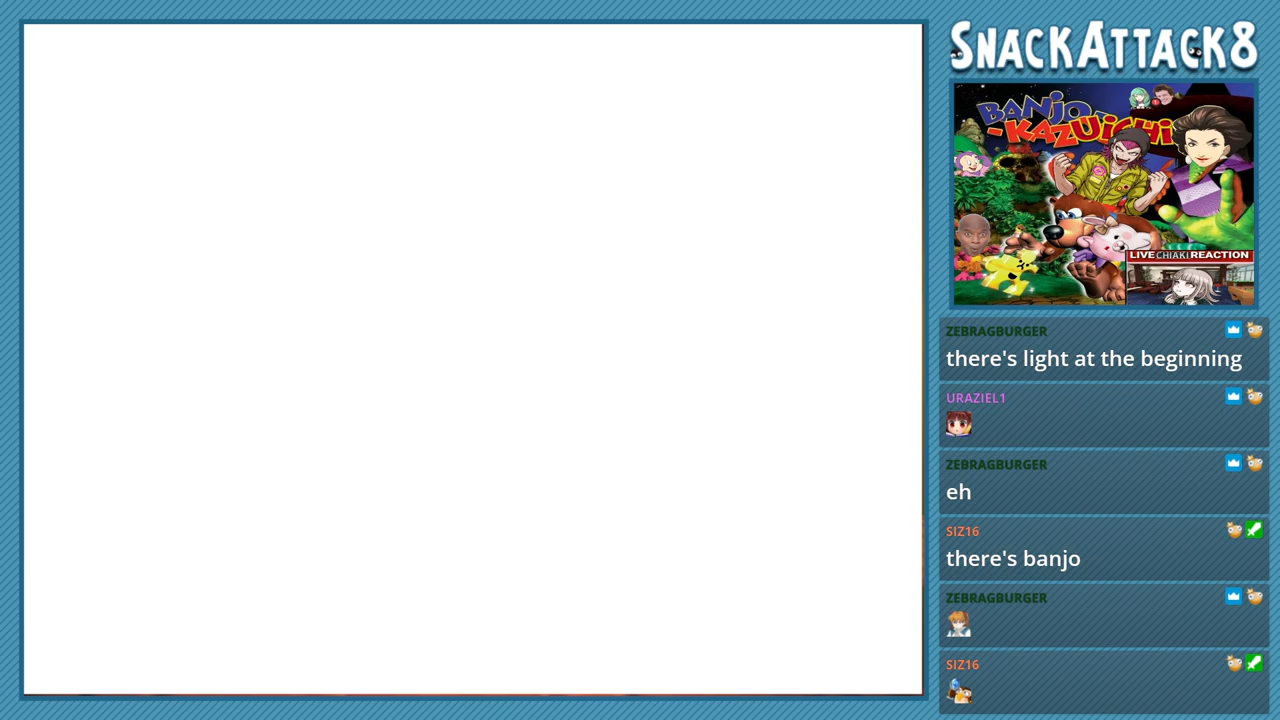 SNACKATTACK8
BANJO
-KAZUICHI
LIVE CHIAKI REACTION
ZEBRAGBURGER
there's light at the beginning
URAZIEL1
ZEBRAGBURGER
eh
SIZ16
there's banjo
ZEBRAGBURGER
SIZ16